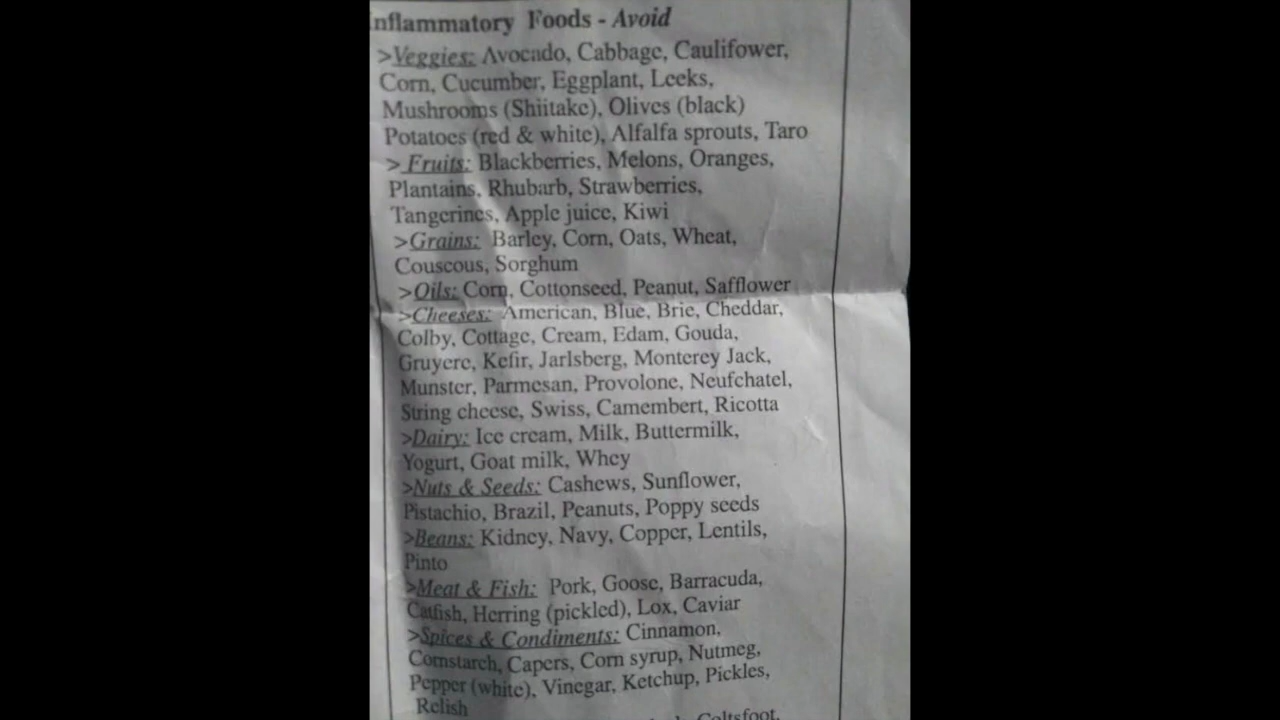 nflammatory Foods - Avoid
>Veggies: Avocado, Cabbage, Caulifower,
Corn, Cucumber, Eggplant, Leeks,
Mushrooms (Shiitake), Olives (black)
Potatoes (red & white), Alfalfa sprouts, Taro
> Fruits: Blackberries, Melons, Oranges,
Plantains, Rhubarb, Strawberries,
Tangerines, Apple juice, Kiwi
>Grains: Barley, Corn, Oats, Wheat,
Couscous, Sorghum
>Oils: Corn, Cottonseed, Peanut, Safflower
>Cheeses: American, Blue, Brie, Cheddar,
Colby, Cottage, Cream, Edam, Gouda,
Gruyere, Kefir, Jarlsberg, Monterey Jack,
Munster, Parmesan, Provolone, Neufchatel,
String cheese, Swiss, Camembert, Ricotta
>Dairy: Ice cream, Milk, Buttermilk,
Yogurt, Goat milk, Whey
>Nuts & Seeds: Cashews, Sunflower,
Pistachio, Brazil, Peanuts, Poppy seeds
>Beans: Kidney, Navy, Copper, Lentils,
Pinto
>Meat & Fish: Pork, Goose, Barracuda,
Catfish, Herring (pickled), Lox, Caviar
>Spices & Condiments: Cinnamon,
Cornstarch, Capers, Corn syrup, Nutmeg,
Pepper (white), Vinegar, Ketchup, Pickles,
Relish
Coltsfoot,